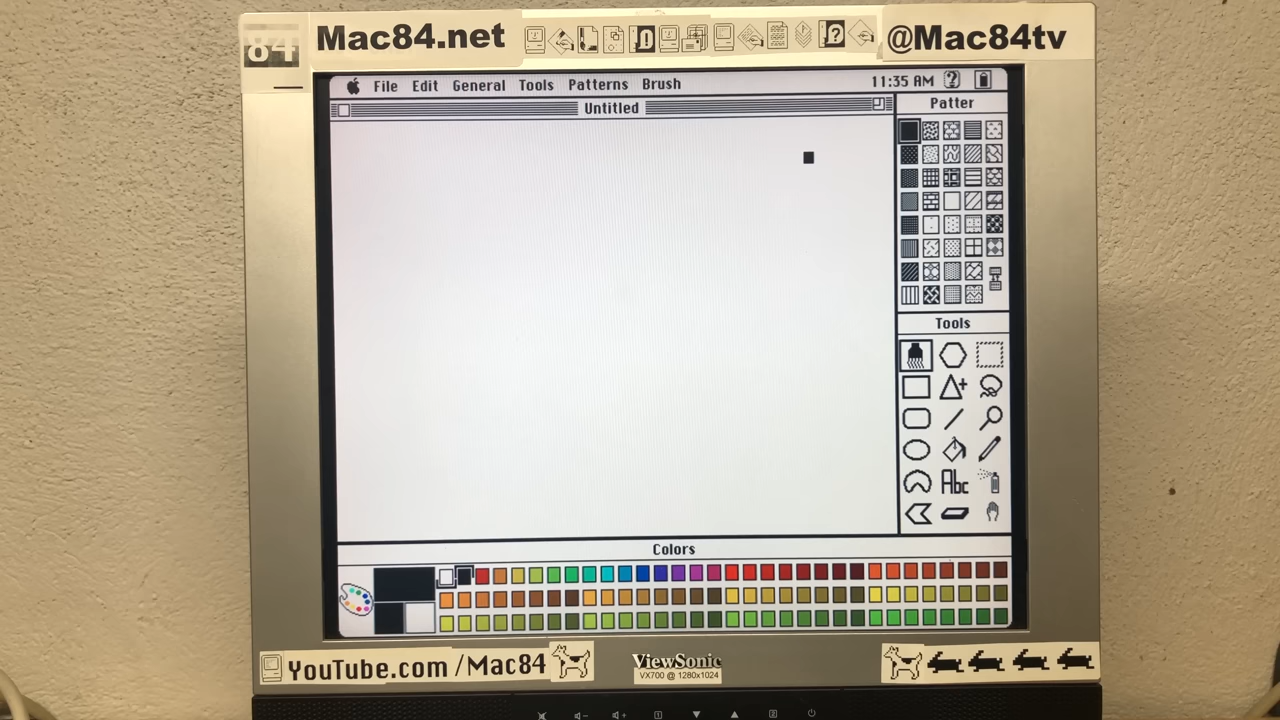 84
Mac84.net
@Mac84tv
File Edit General Tools Patterns Brush 11:35 AM
Untitled
Patter
Tools
Abc
Colors
YouTube.com/Mac84
ViewSonic
VX700 @ 1280x1024